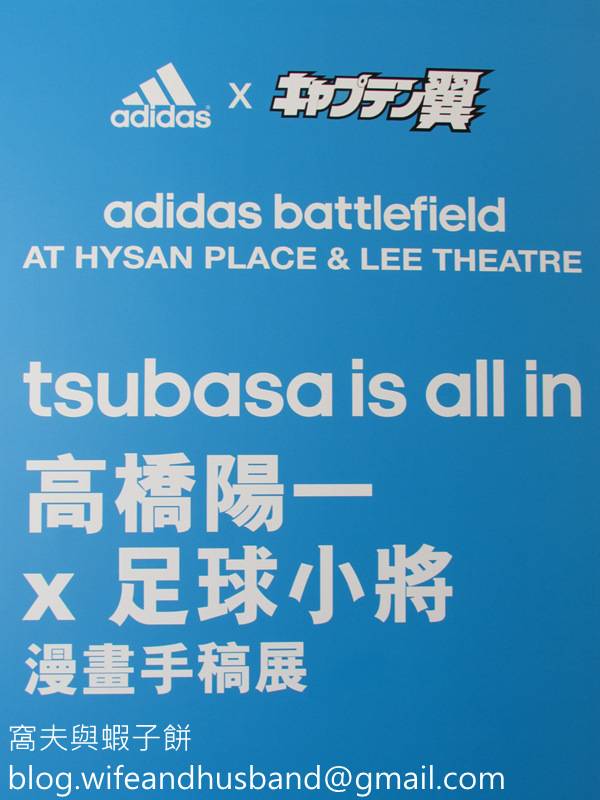 adidas® x キャプテン翼
adidas battlefield
AT HYSAN PLACE & LEE THEATRE
tsubasa is all in
高橋陽一
x 足球小將
漫畫手稿展
窩夫與蝦子餅
blog.wifeandhusband@gmail.com